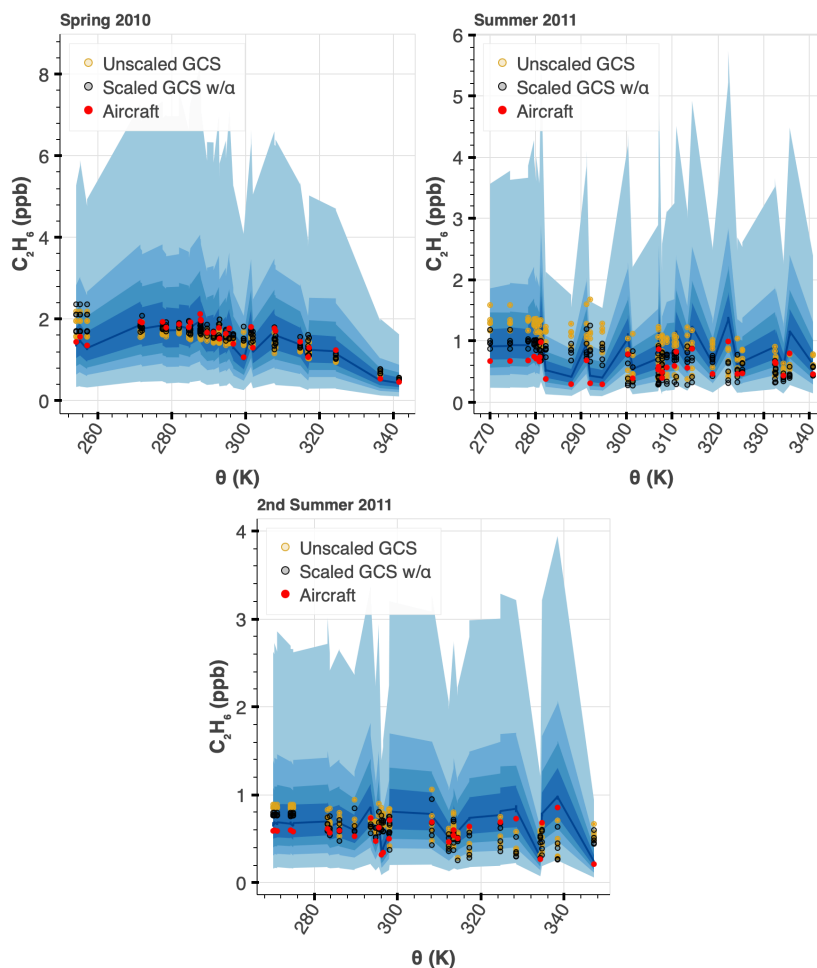 Spring 2010
Unscaled GCS
Scaled GCS w/α
Aircraft
8
6
4
2
0
C₂H₆ (ppb)
260
280
300
320
340
θ (K)
Summer 2011
Unscaled GCS
Scaled GCS w/α
Aircraft
6
5
4
3
2
1
0
C₂H₆ (ppb)
270
280
290
300
310
320
330
340
θ (K)
2nd Summer 2011
Unscaled GCS
Scaled GCS w/α
Aircraft
4
3
2
1
0
C₂H₆ (ppb)
280
300
320
340
θ (K)